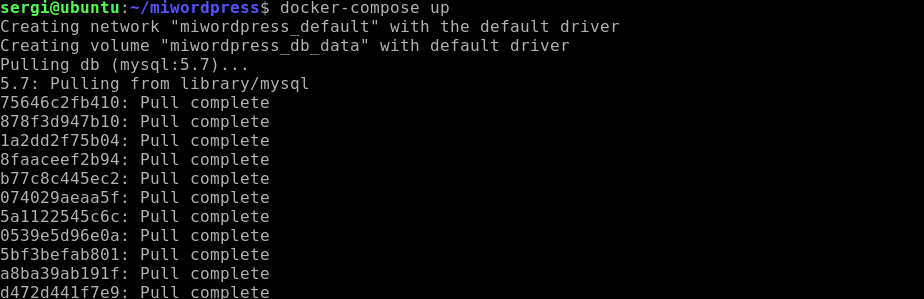 sergi@ubuntu:~/miwordpress$ docker-compose up
Creating network "miwordpress_default" with the default driver
Creating volume "miwordpress_db_data" with default driver
Pulling db (mysql:5.7)...
5.7: Pulling from library/mysql
75646c2fb410: Pull complete
878f3d947b10: Pull complete
1a2dd2f75b04: Pull complete
8faaceef2b94: Pull complete
b77c8c445ec2: Pull complete
074029aeaa5f: Pull complete
5a1122545c6c: Pull complete
0539e5d96e0a: Pull complete
5bf3befab801: Pull complete
a8ba39ab191f: Pull complete
d472d441f7e9: Pull complete